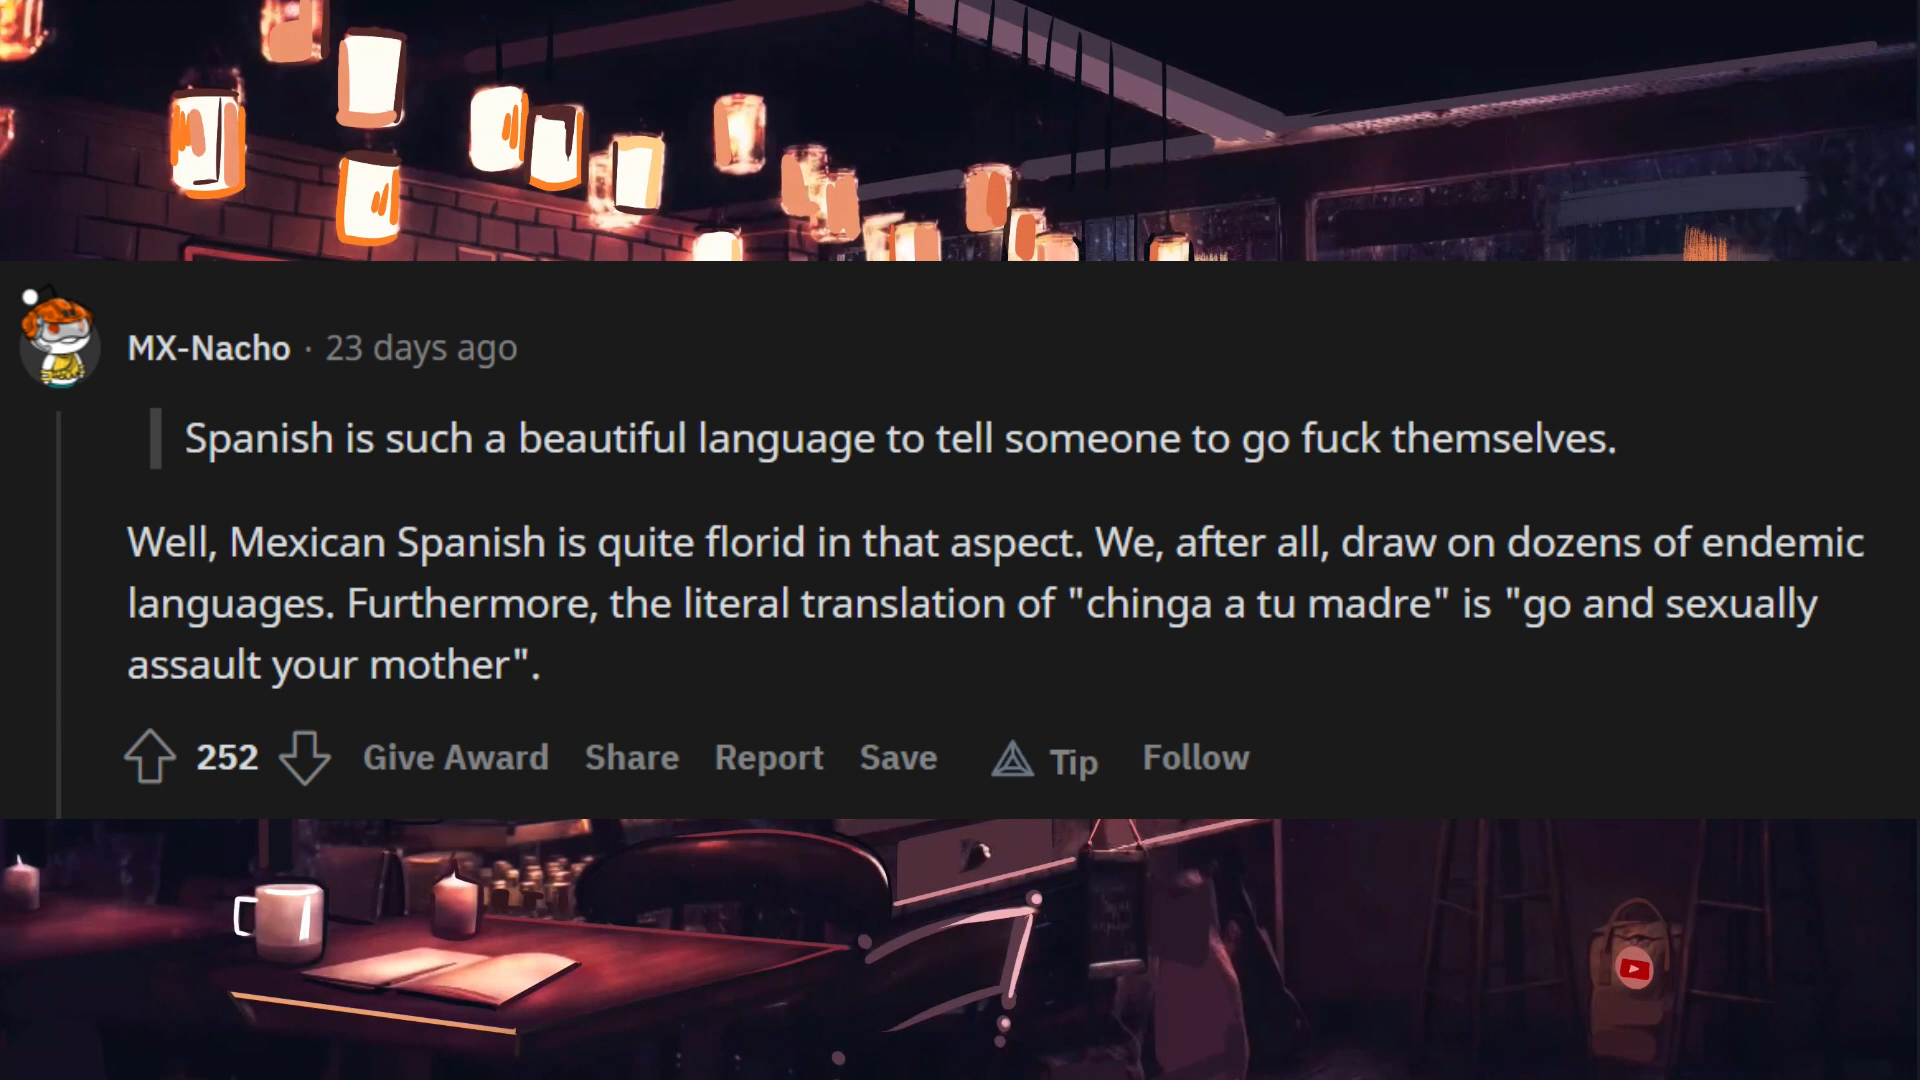 MX-Nacho · 23 days ago
Spanish is such a beautiful language to tell someone to go fuck themselves.
Well, Mexican Spanish is quite florid in that aspect. We, after all, draw on dozens of endemic
languages. Furthermore, the literal translation of "chinga a tu madre" is "go and sexually
assault your mother".
252 Give Award Share Report Save Tip Follow